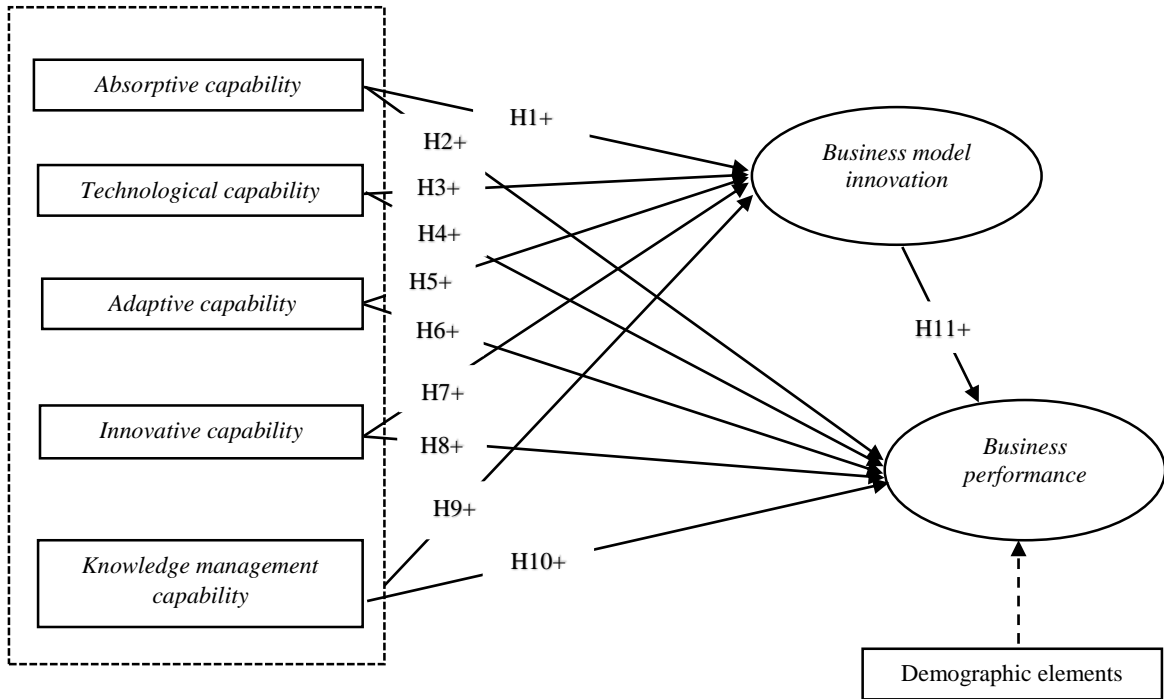 Absorptive capability
Technological capability
Adaptive capability
Innovative capability
Knowledge management
capability
H1+
H2+
H3+
H4+
H5+
H6+
H7+
H8+
H9+
H10+
Business model
innovation
H11+
Business
performance
Demographic elements